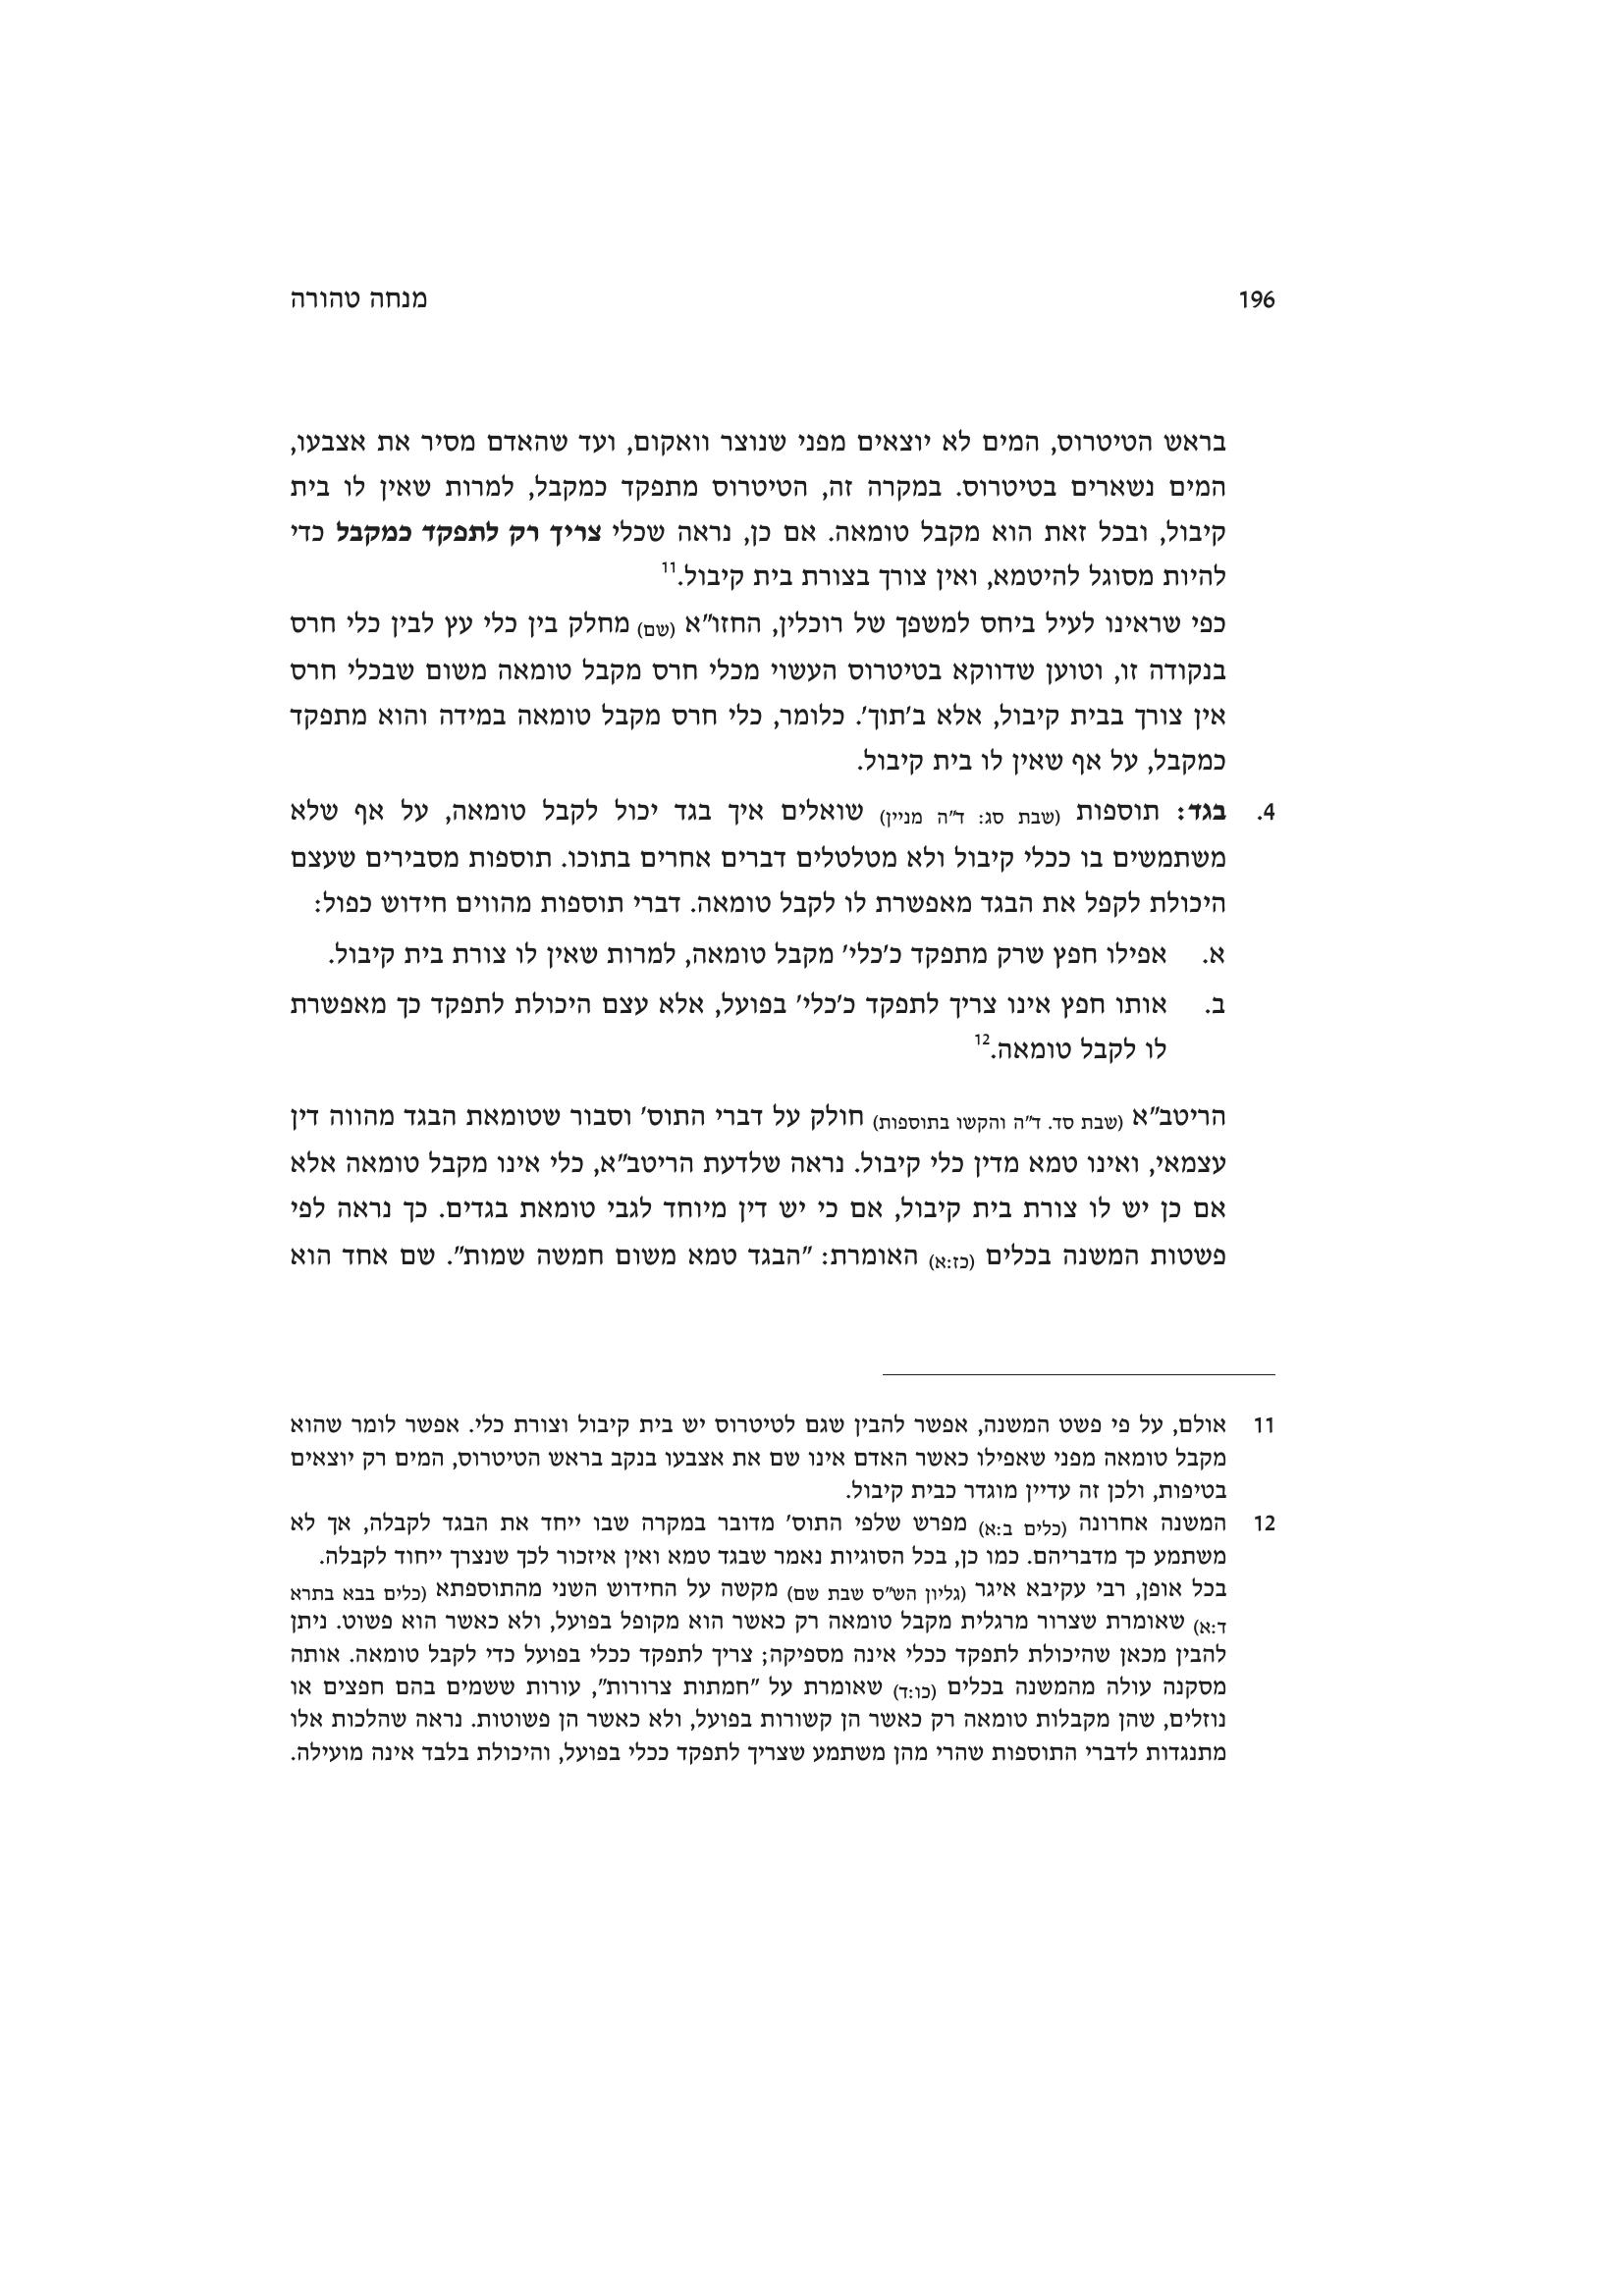 196 מנחה טהורה
בראש הטיטרוס, המים לא יוצאים מפני שנוצר וואקום, ועד שהאדם מסיר את אצבעו,
המים נשארים בטיטרוס. במקרה זה, הטיטרוס מתפקד כמקבל, למרות שאין לו בית
קיבול, ובכל זאת הוא מקבל טומאה. אם כן, נראה שכלי צריך רק לתפקד כמקבל כדי
להיות מסוגל להיטמא, ואין צורך בצורת בית קיבול.11
כפי שראינו לעיל ביחס למשפך של רוכלין, החזו"א (שם) מחלק בין כלי עץ לבין כלי חרס
בנקודה זו, וטוען שדווקא בטיטרוס העשוי מכלי חרס מקבל טומאה משום שבכלי חרס
אין צורך בבית קיבול, אלא ב'תוך'. כלומר, כלי חרס מקבל טומאה במידה והוא מתפקד
כמקבל, על אף שאין לו בית קיבול.
4. בגד: תוספות (שבת סג: ד"ה מניין) שואלים איך בגד יכול לקבל טומאה, על אף שלא
משתמשים בו ככלי קיבול ולא מטלטלים דברים אחרים בתוכו. תוספות מסבירים שעצם
היכולת לקפל את הבגד מאפשרת לו לקבל טומאה. דברי תוספות מהווים חידוש כפול:
א. אפילו חפץ שרק מתפקד כ'כלי' מקבל טומאה, למרות שאין לו צורת בית קיבול.
ב. אותו חפץ אינו צריך לתפקד כ'כלי' בפועל, אלא עצם היכולת לתפקד כך מאפשרת
לו לקבל טומאה.12
הריטב"א (שבת סד. ד"ה והקשו בתוספות) חולק על דברי התוס' וסבור שטומאת הבגד מהווה דין
עצמאי, ואינו טמא מדין כלי קיבול. נראה שלדעת הריטב"א, כלי אינו מקבל טומאה אלא
אם כן יש לו צורת בית קיבול, אם כי יש דין מיוחד לגבי טומאת בגדים. כך נראה לפי
פשטות המשנה בכלים (כז:א) האומרת: "הבגד טמא משום חמשה שמות". שם אחד הוא
11 אולם, על פי פשט המשנה, אפשר להבין שגם לטיטרוס יש בית קיבול וצורת כלי. אפשר לומר שהוא
מקבל טומאה מפני שאפילו כאשר האדם אינו שם את אצבעו בנקב בראש הטיטרוס, המים רק יוצאים
בטיפות, ולכן זה עדיין מוגדר כבית קיבול.
12 המשנה אחרונה (כלים ב:א) מפרש שלפי התוס' מדובר במקרה שבו ייחד את הבגד לקבלה, אך לא
משתמע כך מדבריהם. כמו כן, בכל הסוגיות נאמר שבגד טמא ואין איזכור לכך שנצרך ייחוד לקבלה.
בכל אופן, רבי עקיבא איגר (גליון הש"ס שבת שם) מקשה על החידוש השני מהתוספתא (כלים בבא בתרא
ד:א) שאומרת שצרור מרגלית מקבל טומאה רק כאשר הוא מקופל בפועל, ולא כאשר הוא פשוט. ניתן
להבין מכאן שהיכולת לתפקד ככלי אינה מספיקה; צריך לתפקד ככלי בפועל כדי לקבל טומאה. אותה
מסקנה עולה מהמשנה בכלים (כו:ד) שאומרת על "חמתות צרורות", עורות ששמים בהם חפצים או
נוזלים, שהן מקבלות טומאה רק כאשר הן קשורות בפועל, ולא כאשר הן פשוטות. נראה שהלכות אלו
מתנגדות לדברי התוספות שהרי מהן משתמע שצריך לתפקד ככלי בפועל, והיכולת בלבד אינה מועילה.